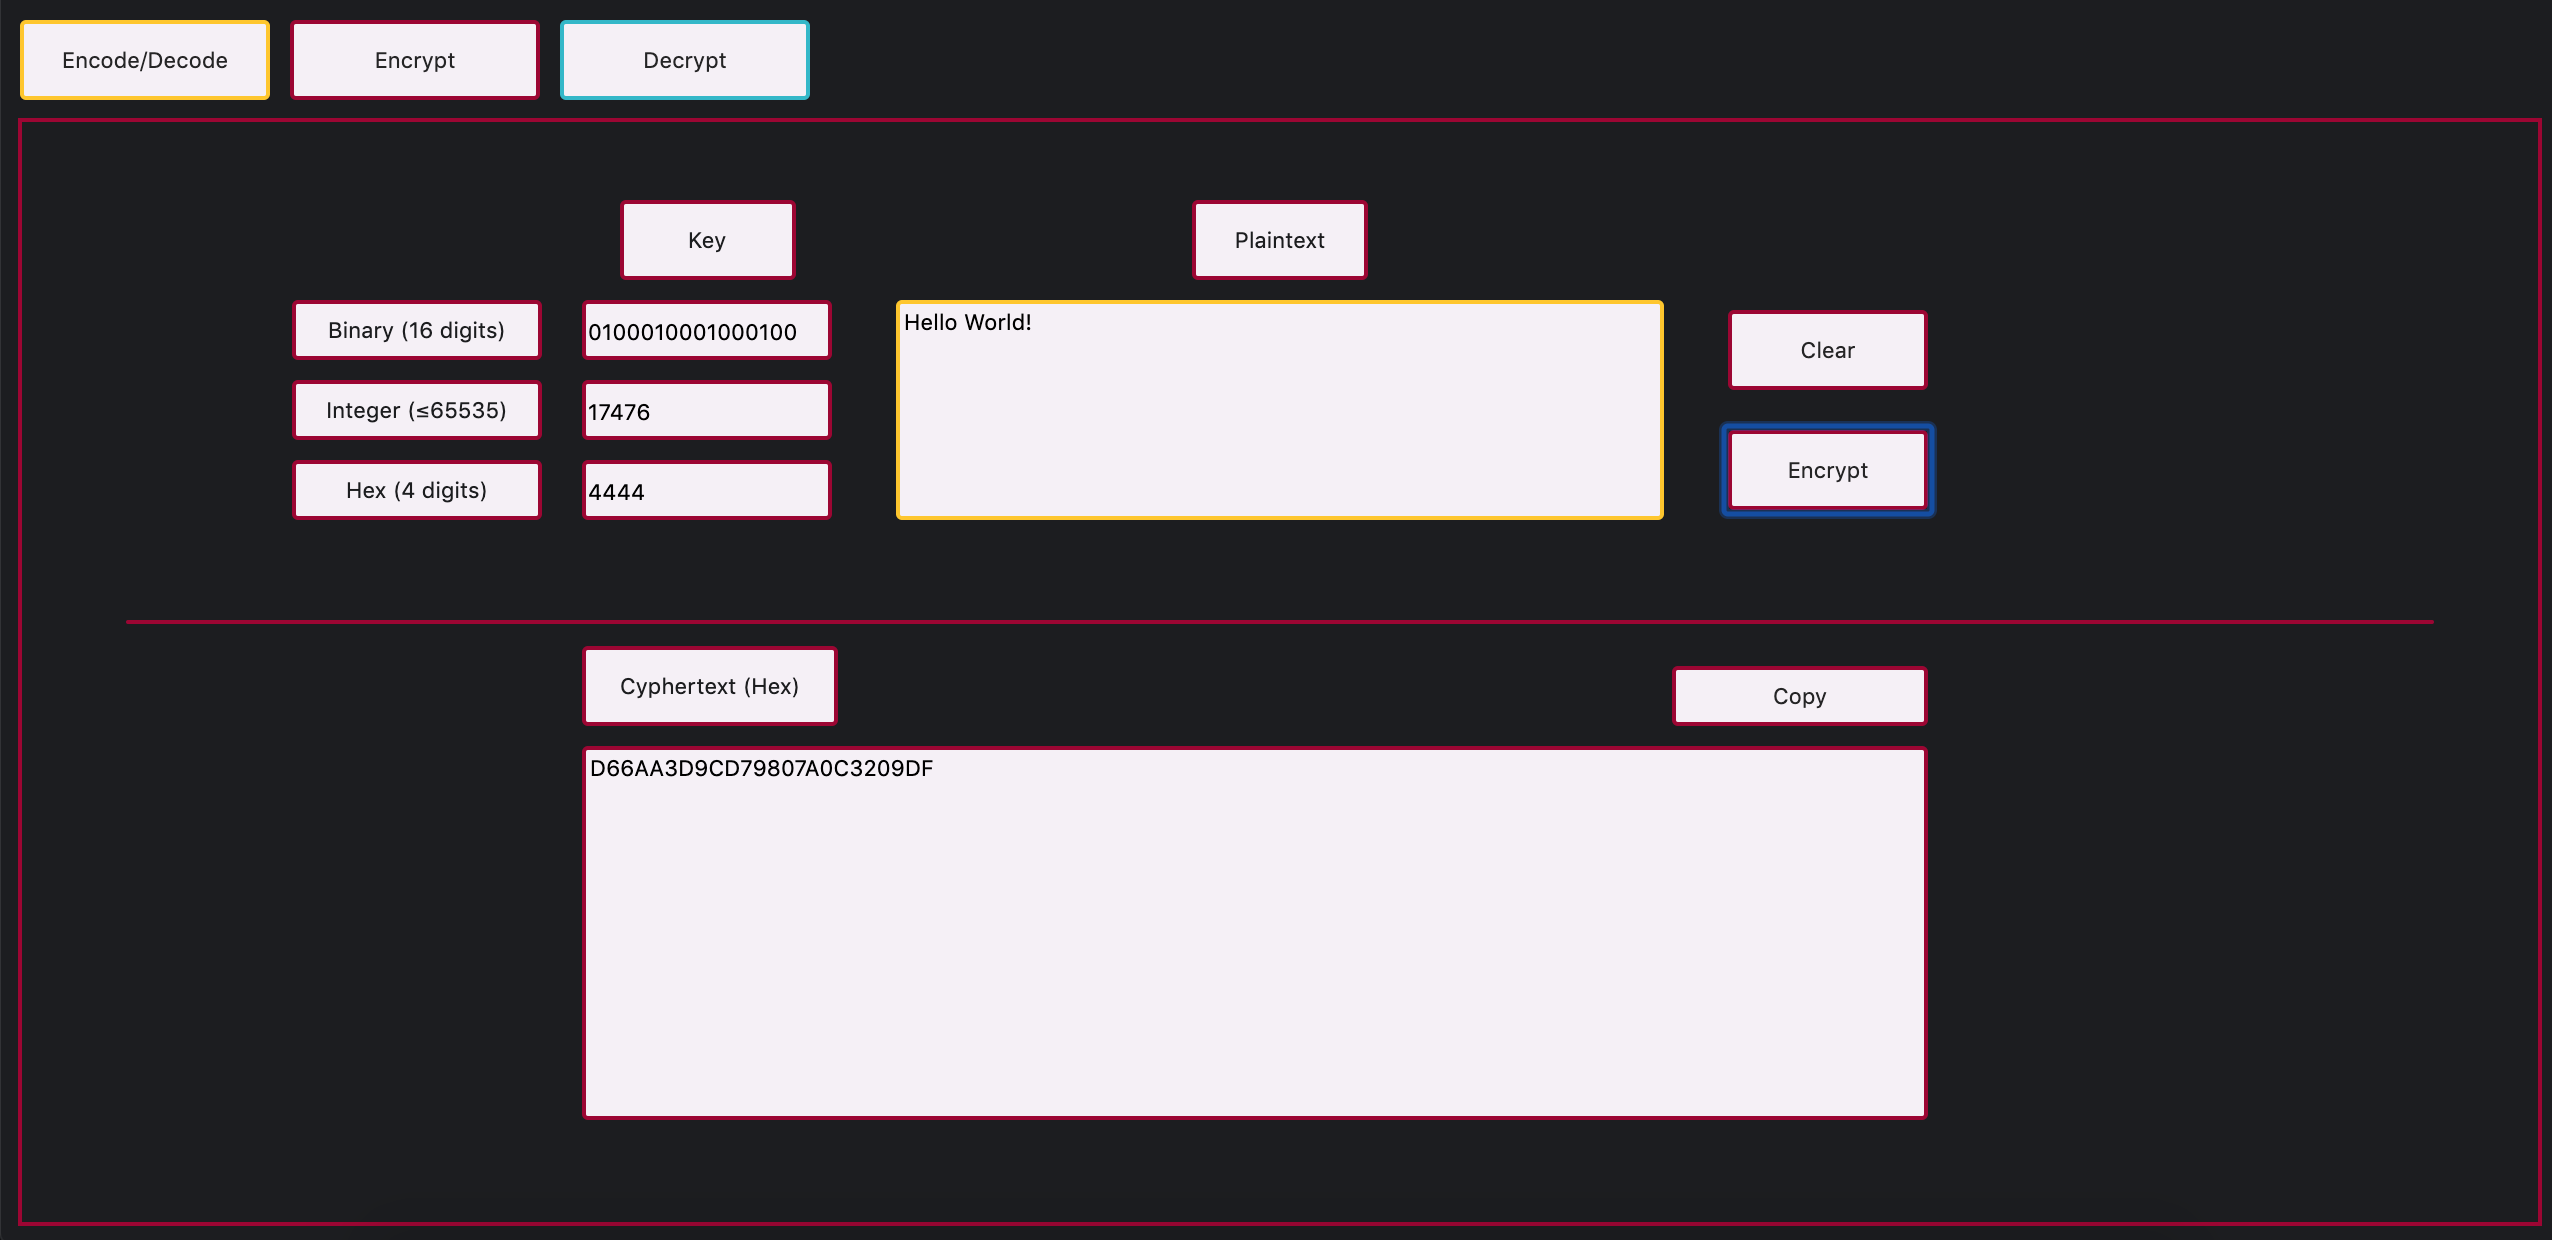 Encode/Decode
Encrypt
Decrypt
Key
Plaintext
Binary (16 digits)
0100010001000100
Hello World!
Clear
Integer (≤65535)
17476
Encrypt
Hex (4 digits)
4444
Cyphertext (Hex)
Copy
D66AA3D9CD79807A0C3209DF